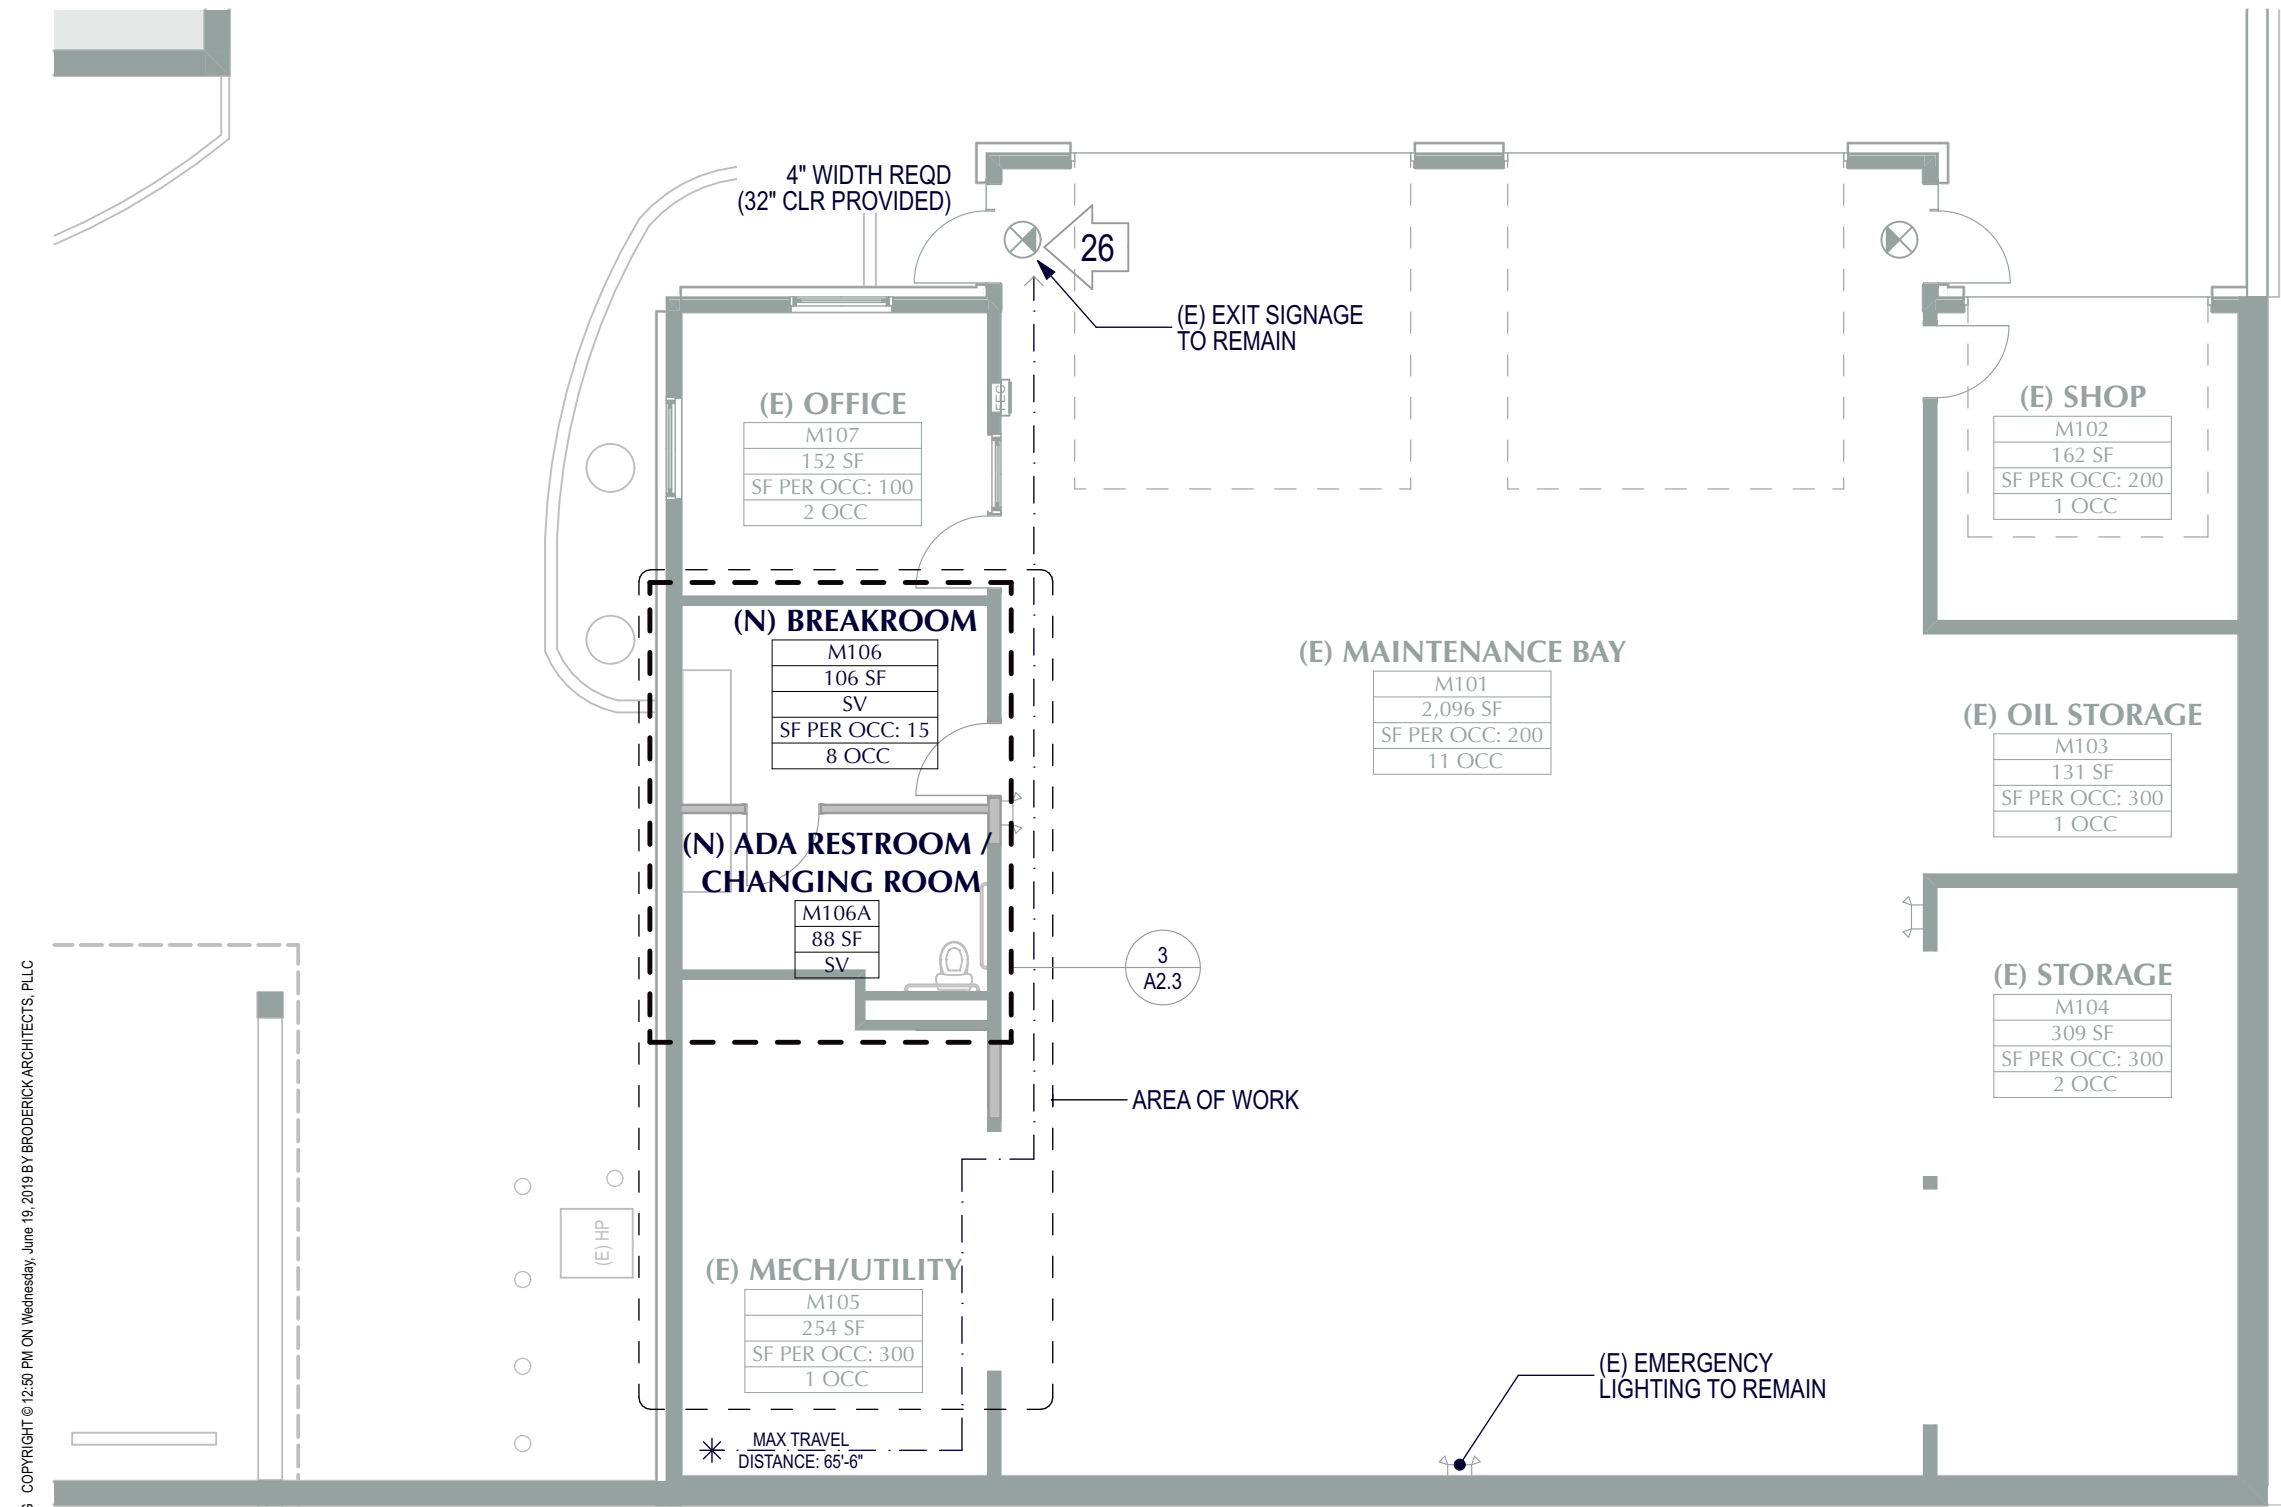 4" WIDTH REQD
(32" CLR PROVIDED)
26
(E) EXIT SIGNAGE
TO REMAIN
(E) OFFICE
M107
152 SF
SF PER OCC: 100
2 OCC
FEC
(E) SHOP
M102
162 SF
SF PER OCC: 200
1 OCC
(N) BREAKROOM
M106
106 SF
SV
SF PER OCC: 15
8 OCC
(E) MAINTENANCE BAY
M101
2,096 SF
SF PER OCC: 200
11 OCC
(E) OIL STORAGE
M103
131 SF
SF PER OCC: 300
1 OCC
(N) ADA RESTROOM /
CHANGING ROOM
M106A
88 SF
SV
3
A2.3
(E) STORAGE
M104
309 SF
SF PER OCC: 300
2 OCC
AREA OF WORK
(E) HP
(E) MECH/UTILITY
M105
254 SF
SF PER OCC: 300
1 OCC
(E) EMERGENCY
LIGHTING TO REMAIN
MAX TRAVEL
DISTANCE: 65'-6"
COPYRIGHT © 12:50 PM ON Wednesday, June 19, 2019 BY BRODERICK ARCHITECTS, PLLC